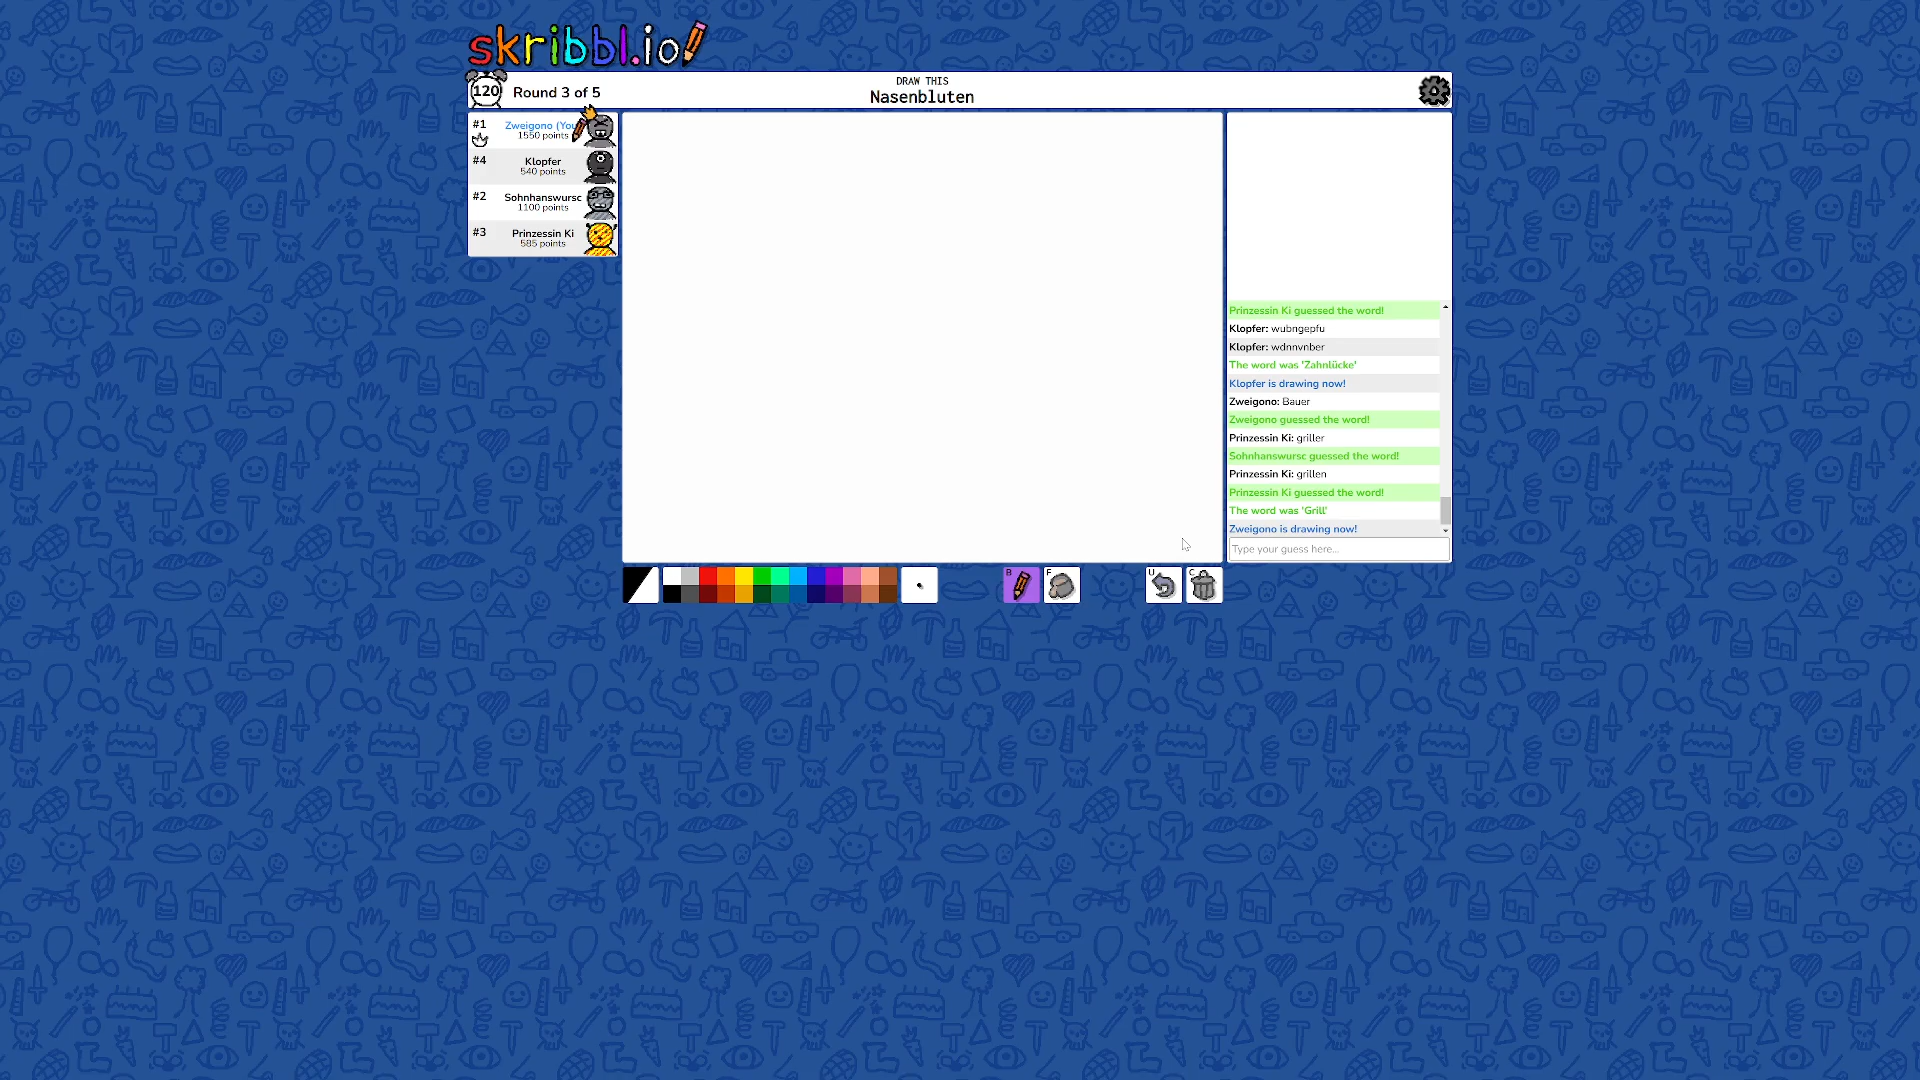 skribbl.io
120
Round 3 of 5
DRAW THIS
Nasenbluten
#1
Zweigono (You
1550 points
#4
Klopfer
540 points
#2
Sohnhanswursc
1100 points
#3
Prinzessin Ki
585 points
Prinzessin Ki guessed the word!
Klopfer: wubngepfu
Klopfer: wdnnvnber
The word was 'Zahnlücke'
Klopfer is drawing now!
Zweigono: Bauer
Zweigono guessed the word!
Prinzessin Ki: griller
Sohnhanswursc guessed the word!
Prinzessin Ki: grillen
Prinzessin Ki guessed the word!
The word was 'Grill'
Zweigono is drawing now!
Type your guess here...
B
F
U
C